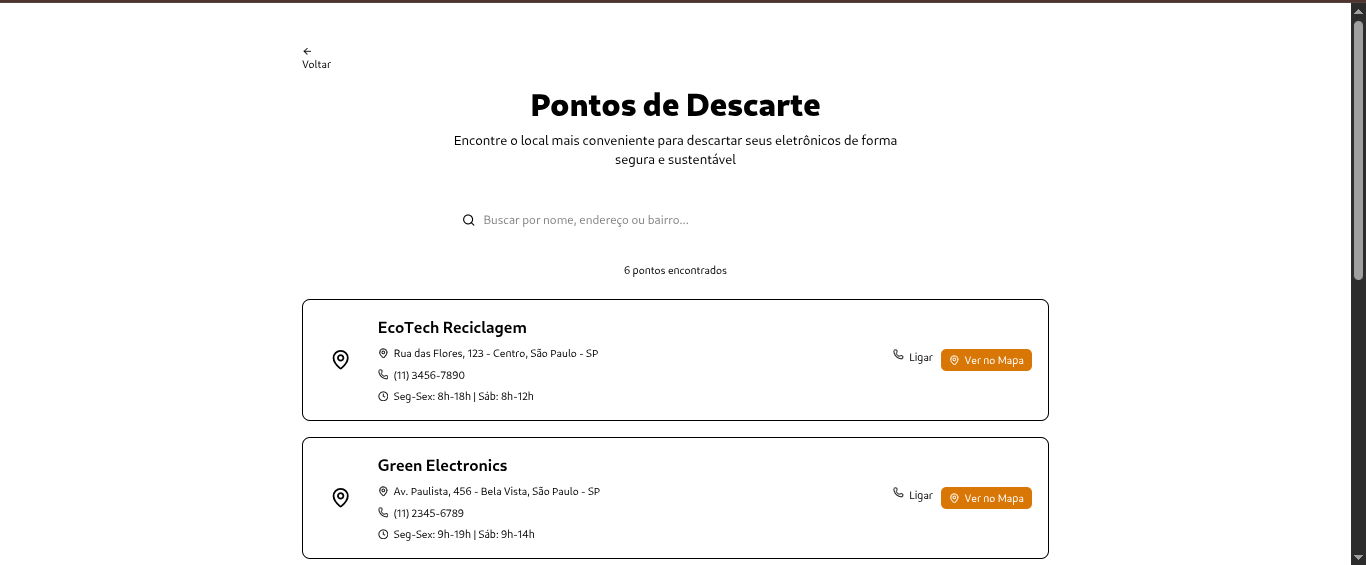 ←
Voltar
Pontos de Descarte
Encontre o local mais conveniente para descartar seus eletrônicos de forma
segura e sustentável
Buscar por nome, endereço ou bairro...
6 pontos encontrados
EcoTech Reciclagem
Rua das Flores, 123 - Centro, São Paulo - SP
(11) 3456-7890
Seg-Sex: 8h-18h | Sáb: 8h-12h
Ligar
Ver no Mapa
Green Electronics
Av. Paulista, 456 - Bela Vista, São Paulo - SP
(11) 2345-6789
Seg-Sex: 9h-19h | Sáb: 9h-14h
Ligar
Ver no Mapa